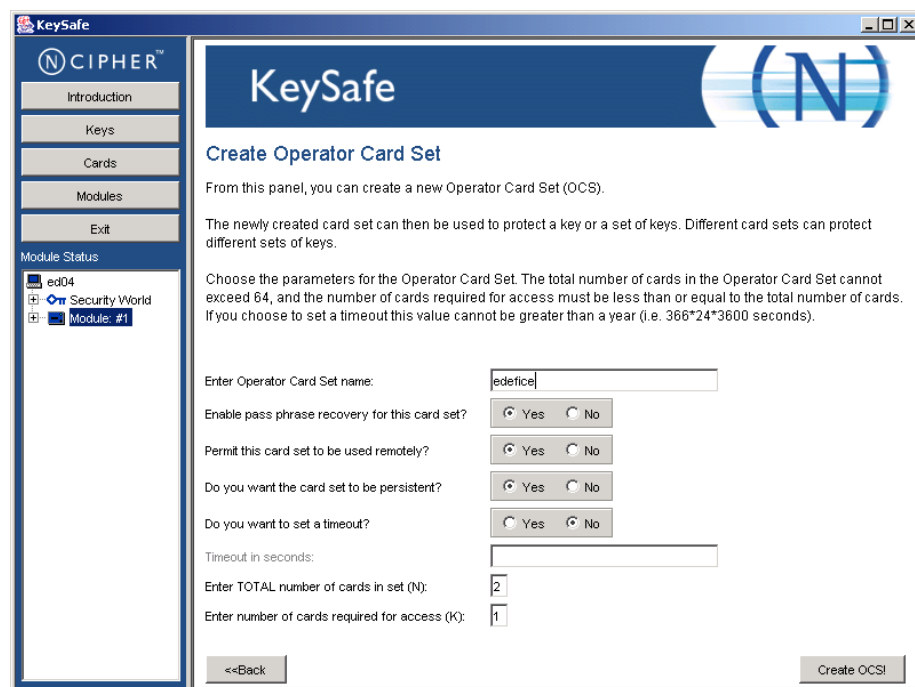 KeySafe
NCIPHER™
Introduction
Keys
Cards
Modules
Exit
Module Status
ed04
Security World
Module: #1
KeySafe
(N)
Create Operator Card Set
From this panel, you can create a new Operator Card Set (OCS).
The newly created card set can then be used to protect a key or a set of keys. Different card sets can protect
different sets of keys.
Choose the parameters for the Operator Card Set. The total number of cards in the Operator Card Set cannot
exceed 64, and the number of cards required for access must be less than or equal to the total number of cards.
If you choose to set a timeout this value cannot be greater than a year (i.e. 366*24*3600 seconds).
Enter Operator Card Set name: edefice
Enable pass phrase recovery for this card set? Yes No
Permit this card set to be used remotely? Yes No
Do you want the card set to be persistent? Yes No
Do you want to set a timeout? Yes No
Timeout in seconds:
Enter TOTAL number of cards in set (N): 2
Enter number of cards required for access (K): 1
<<Back Create OCS!